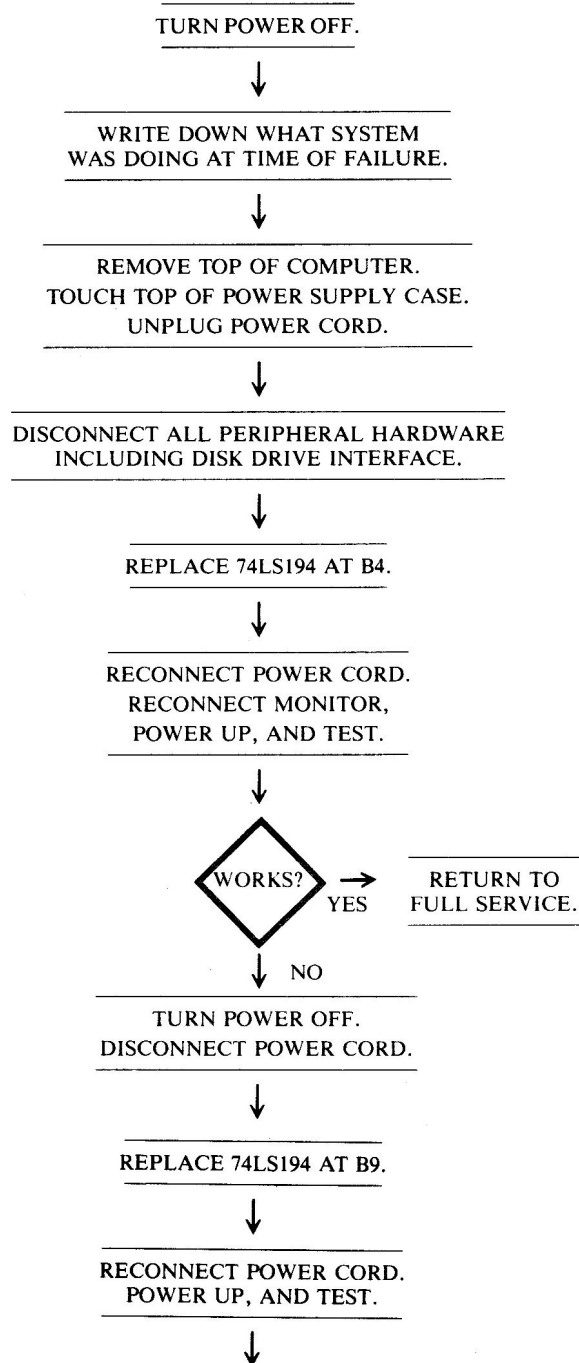 TURN POWER OFF.
WRITE DOWN WHAT SYSTEM
WAS DOING AT TIME OF FAILURE.
REMOVE TOP OF COMPUTER.
TOUCH TOP OF POWER SUPPLY CASE.
UNPLUG POWER CORD.
DISCONNECT ALL PERIPHERAL HARDWARE
INCLUDING DISK DRIVE INTERFACE.
REPLACE 74LS194 AT B4.
RECONNECT POWER CORD.
RECONNECT MONITOR,
POWER UP, AND TEST.
WORKS?
YES
RETURN TO
FULL SERVICE.
NO
TURN POWER OFF.
DISCONNECT POWER CORD.
REPLACE 74LS194 AT B9.
RECONNECT POWER CORD.
POWER UP, AND TEST.